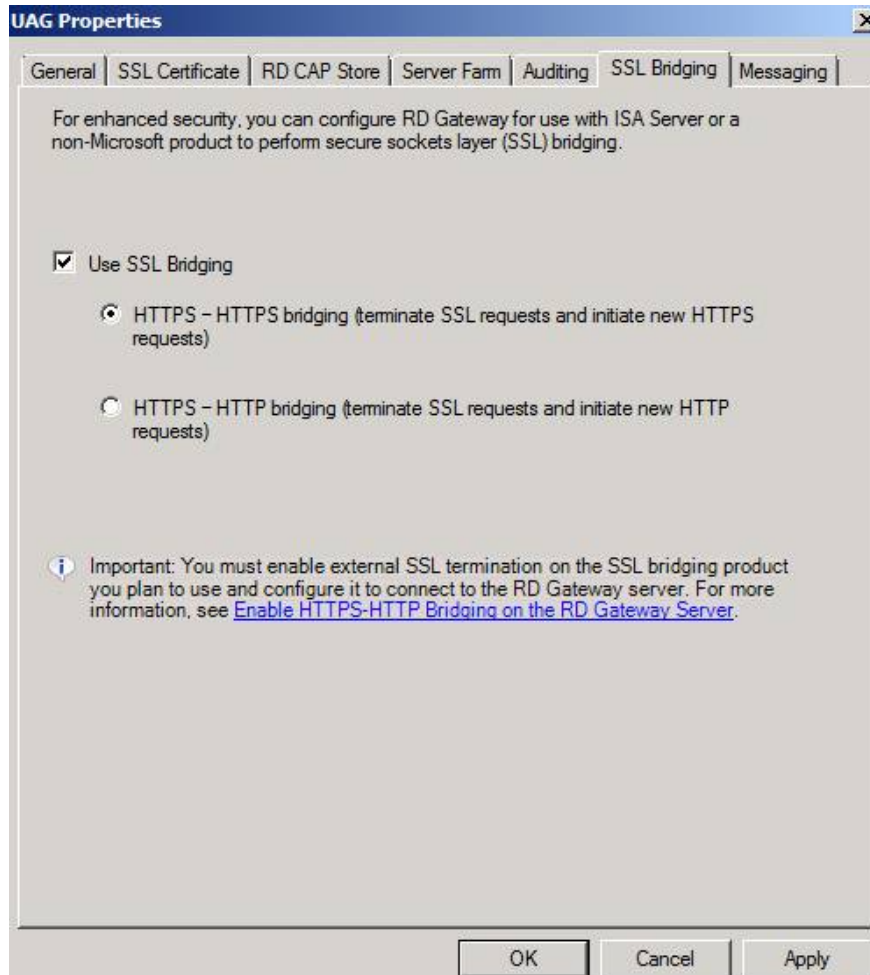 UAG Properties
General SSL Certificate RD CAP Store Server Farm Auditing SSL Bridging Messaging
For enhanced security, you can configure RD Gateway for use with ISA Server or a
non-Microsoft product to perform secure sockets layer (SSL) bridging.
Use SSL Bridging
HTTPS – HTTPS bridging (terminate SSL requests and initiate new HTTPS
requests)
HTTPS – HTTP bridging (terminate SSL requests and initiate new HTTP
requests)
Important: You must enable external SSL termination on the SSL bridging product
you plan to use and configure it to connect to the RD Gateway server. For more
information, see Enable HTTPS-HTTP Bridging on the RD Gateway Server.
OK Cancel Apply